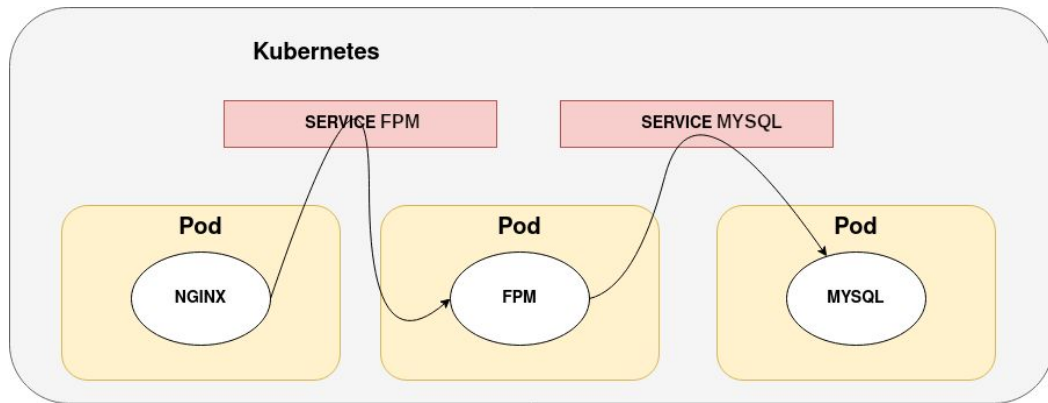 Kubernetes
SERVICE FPM
SERVICE MYSQL
Pod
Pod
Pod
NGINX
FPM
MYSQL